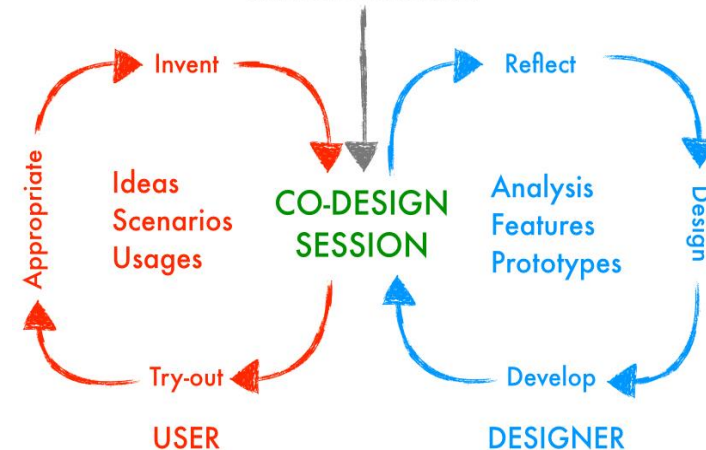 Invent
Reflect
Appropriate
Ideas
Scenarios
Usages
CO-DESIGN
SESSION
Analysis
Features
Prototypes
Design
Try-out
Develop
USER
DESIGNER